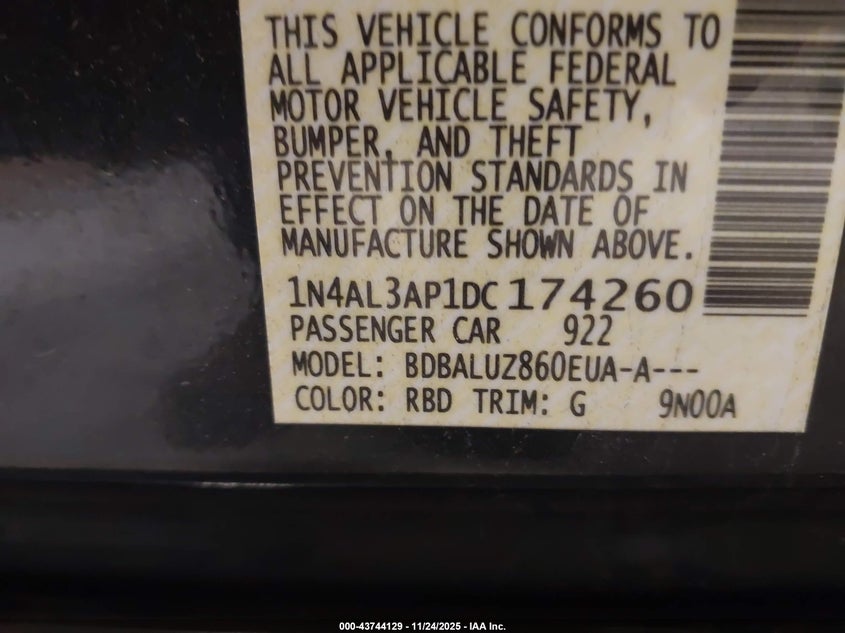 THIS VEHICLE CONFORMS TO
ALL APPLICABLE FEDERAL
MOTOR VEHICLE SAFETY,
BUMPER, AND THEFT
PREVENTION STANDARDS IN
EFFECT ON THE DATE OF
MANUFACTURE SHOWN ABOVE.
1N4AL3AP1DC174260
PASSENGER CAR 922
MODEL: BDBALUZ860EUA-A---
COLOR: RBD TRIM: G 9N00A
000-43744129 - 11/24/2025 - IAA Inc.